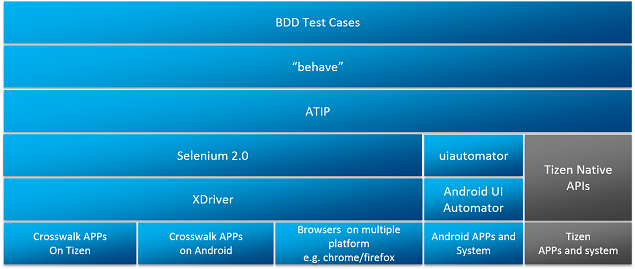 BDD Test Cases
“behave”
ATIP
Selenium 2.0
uiautomator
Tizen Native
APIs
XDriver
Android UI
Automator
Crosswalk APPs
On Tizen
Crosswalk APPs
on Android
Browsers on multiple
platform
e.g. chrome/firefox
Android APPs and
System
Tizen
APPs and system